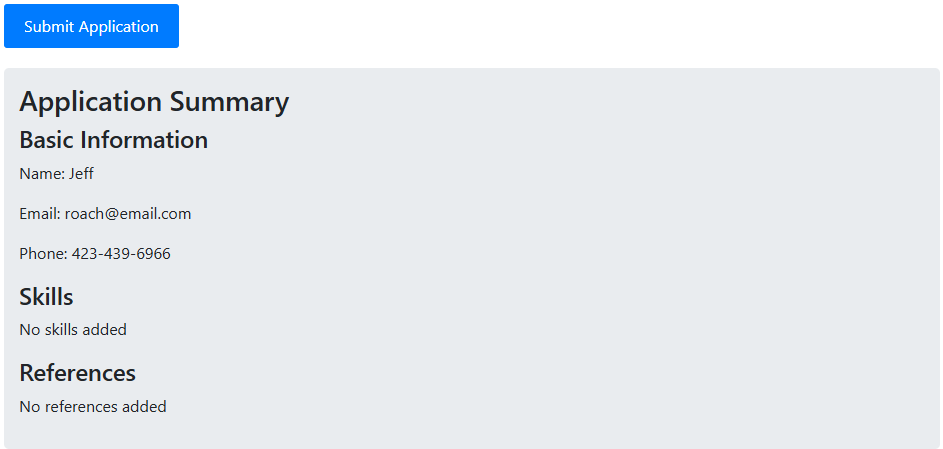 Submit Application
Application Summary
Basic Information
Name: Jeff
Email: roach@email.com
Phone: 423-439-6966
Skills
No skills added
References
No references added